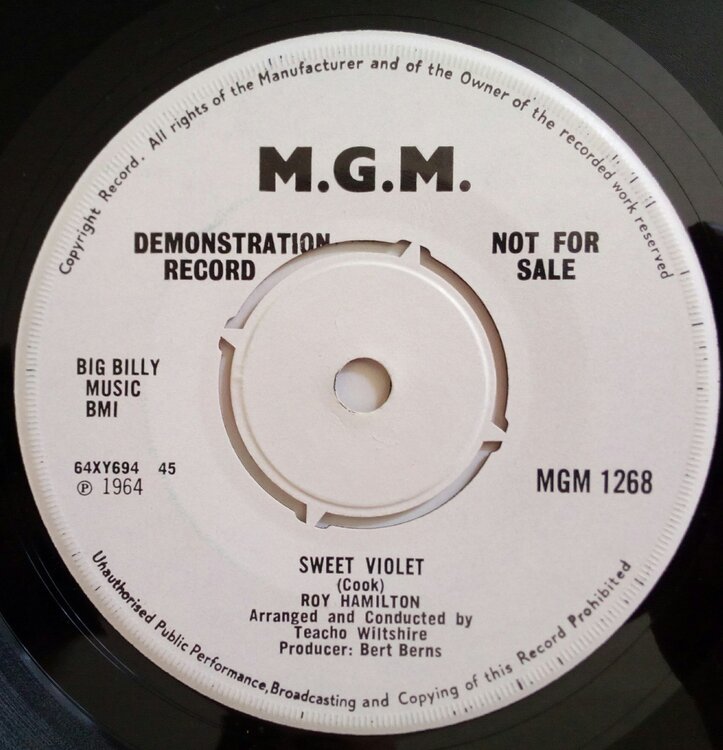 Copyright Record. All rights of the Manufacturer and of the Owner of the recorded work reserved
M.G.M.
DEMONSTRATION
RECORD
NOT FOR
SALE
BIG BILLY
MUSIC
BMI
64XY694 45
℗ 1964
MGM 1268
SWEET VIOLET
(Cook)
ROY HAMILTON
Arranged and Conducted by
Teacho Wiltshire
Producer: Bert Berns
Unauthorised Public Performance, Broadcasting and Copying of this Record Prohibited